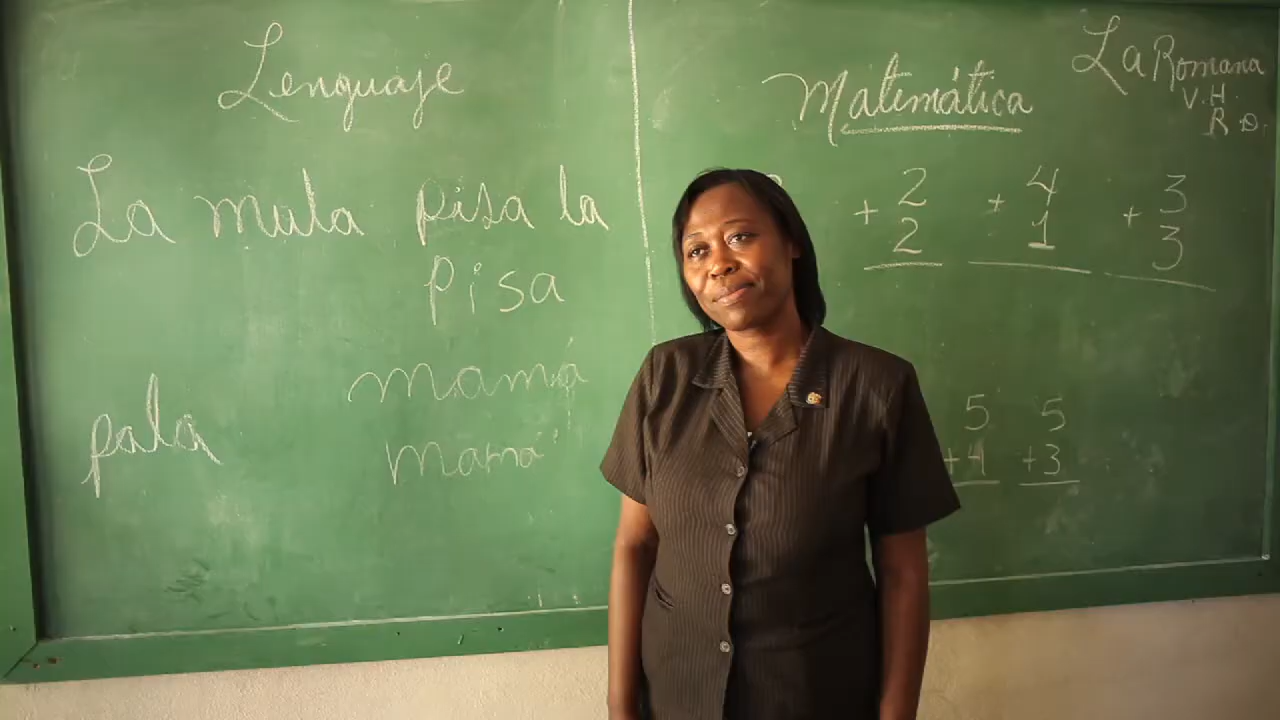 Lenguaje
La mula pisa la
pisa
mamá
pala
mamá
Matemática
La Romana
V.H.
R.D.
2 4 3
+ 2 + 1 + 3
5 5
+4 +3